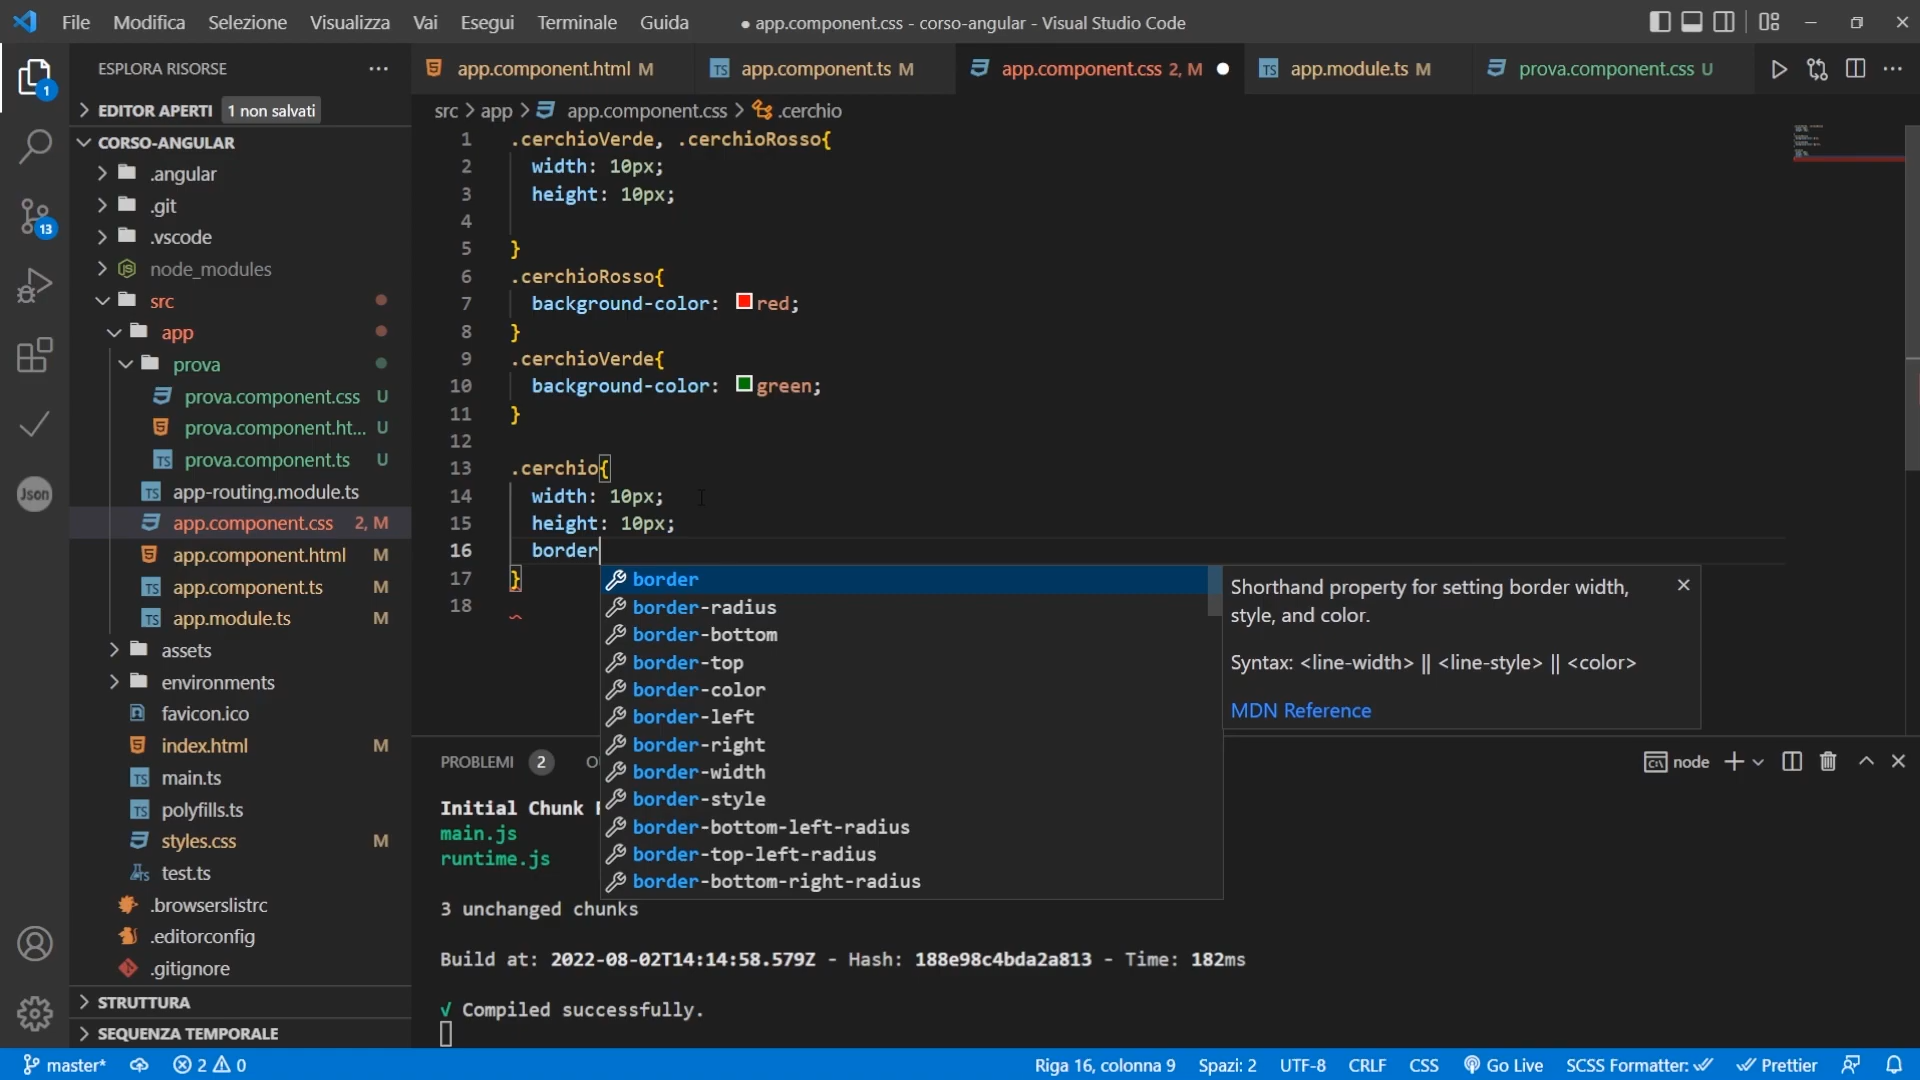 File Modifica Selezione Visualizza Vai Esegui Terminale Guida ● app.component.css - corso-angular - Visual Studio Code
ESPLORA RISORSE
EDITOR APERTI 1 non salvati
CORSO-ANGULAR
.angular
.git
.vscode
node_modules
src
app
prova
prova.component.css U
prova.component.ht... U
prova.component.ts U
app-routing.module.ts
app.component.css 2, M
app.component.html M
app.component.ts M
app.module.ts M
assets
environments
favicon.ico
index.html M
main.ts
polyfills.ts
styles.css M
test.ts
.browserslistrc
.editorconfig
.gitignore
STRUTTURA
SEQUENZA TEMPORALE
1
13
Json
app.component.html M app.component.ts M app.component.css 2, M ● app.module.ts M prova.component.css U
src > app > app.component.css > .cerchio
1 .cerchioVerde, .cerchioRosso{
2 width: 10px;
3 height: 10px;
4
5 }
6 .cerchioRosso{
7 background-color: red;
8 }
9 .cerchioVerde{
10 background-color: green;
11 }
12
13 .cerchio{
14 width: 10px;
15 height: 10px;
16 border
17 }
18
border
border-radius
border-bottom
border-top
border-color
border-left
border-right
border-width
border-style
border-bottom-left-radius
border-top-left-radius
border-bottom-right-radius
Shorthand property for setting border width,
style, and color.
Syntax: <line-width> || <line-style> || <color>
MDN Reference
PROBLEMI 2
node
Initial Chunk
main.js
runtime.js
3 unchanged chunks
Build at: 2022-08-02T14:14:58.579Z - Hash: 188e98c4bda2a813 - Time: 182ms
√ Compiled successfully.
master* 2 0 Riga 16, colonna 9 Spazi: 2 UTF-8 CRLF CSS Go Live SCSS Formatter: Prettier